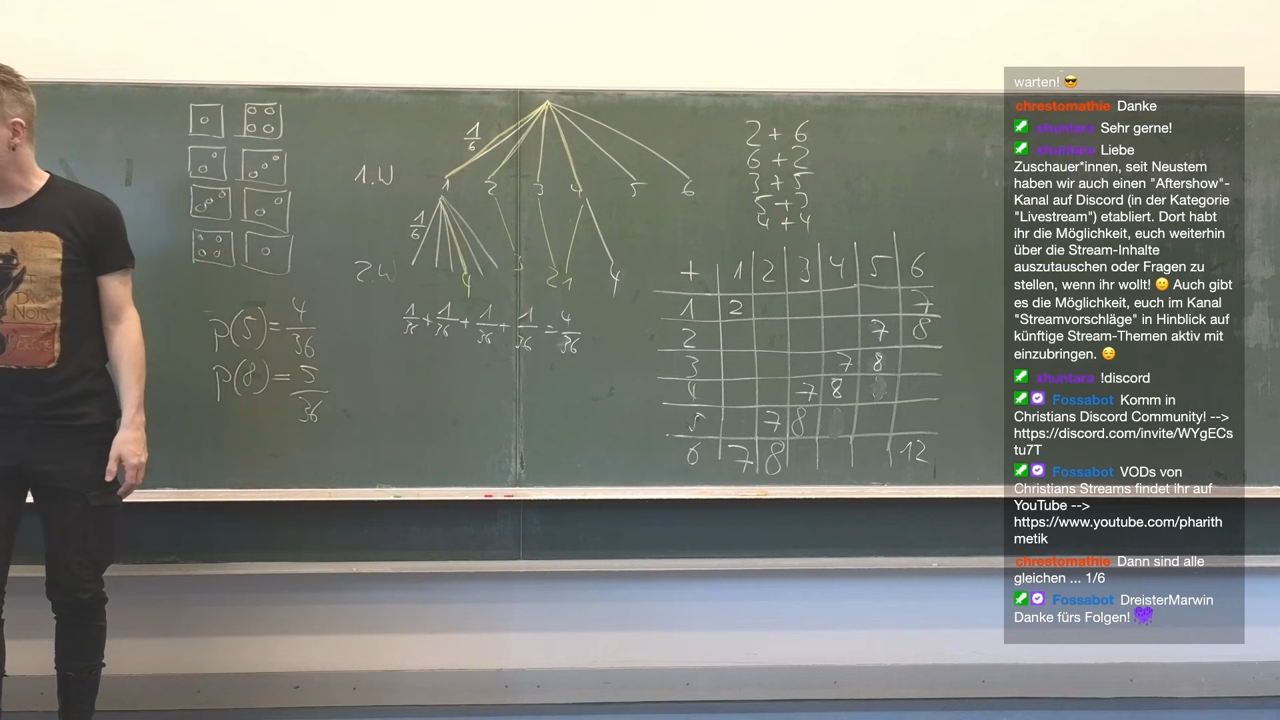 1/6
1.W
1 2 3 4 5 6
1/6
2.W
4 3 2 1 4
1/36 + 1/36 + 1/36 + 1/36 = 4/36
p(5) = 4/36
p(8) = 5/36
2 + 6
6 + 2
3 + 5
5 + 3
4 + 4
+ 1 2 3 4 5 6
1 2 7
2 7 8
3 7 8
4 7 8
5 7 8
6 7 8 12
warten! 😎
chrestomathie Danke
xhuntara Sehr gerne!
xhuntara Liebe
Zuschauer*innen, seit Neustem
haben wir auch einen "Aftershow"-
Kanal auf Discord (in der Kategorie
"Livestream") etabliert. Dort habt
ihr die Möglichkeit, euch weiterhin
über die Stream-Inhalte
auszutauschen oder Fragen zu
stellen, wenn ihr wollt! 🙂 Auch gibt
es die Möglichkeit, euch im Kanal
"Streamvorschläge" in Hinblick auf
künftige Stream-Themen aktiv mit
einzubringen. 😌
xhuntara !discord
Fossabot Komm in
Christians Discord Community! -->
https://discord.com/invite/WYgECs
tu7T
Fossabot VODs von
Christians Streams findet ihr auf
YouTube -->
https://www.youtube.com/pharith
metik
chrestomathie Dann sind alle
gleichen ... 1/6
Fossabot DreisterMarwin
Danke fürs Folgen!